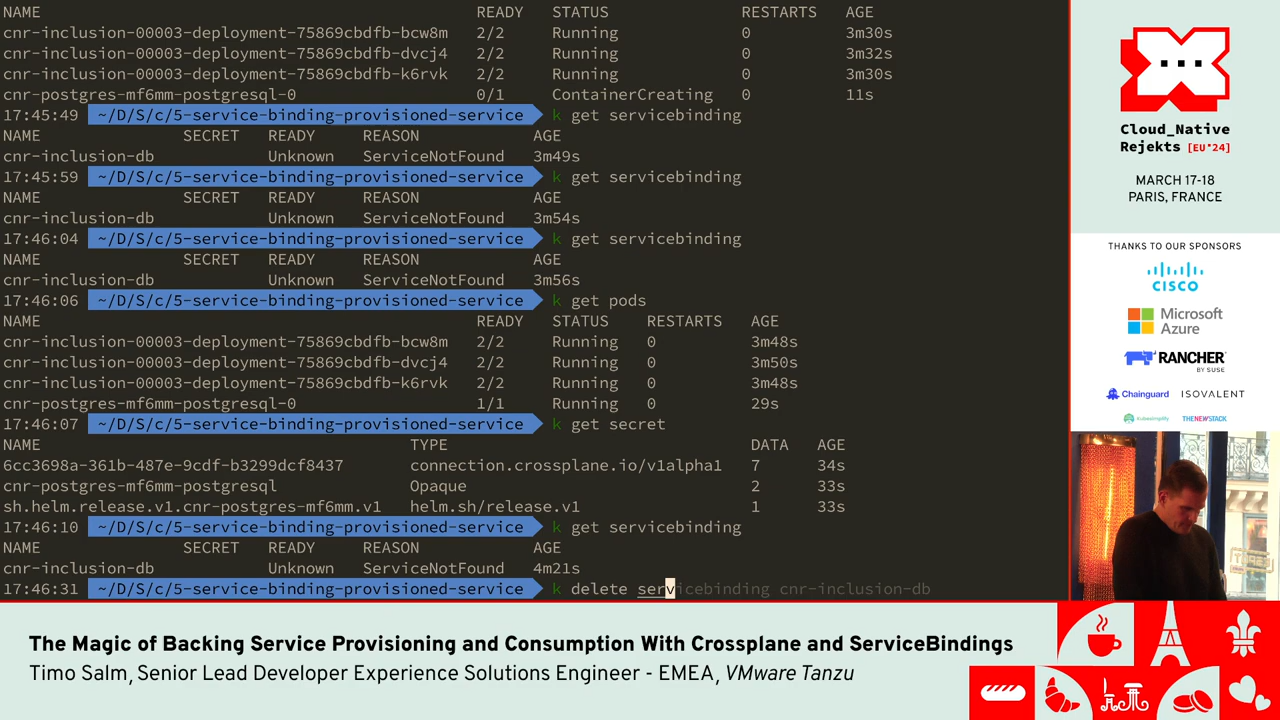 NAME READY STATUS RESTARTS AGE
cnr-inclusion-00003-deployment-75869cbdfb-bcw8m 2/2 Running 0 3m30s
cnr-inclusion-00003-deployment-75869cbdfb-dvcj4 2/2 Running 0 3m32s
cnr-inclusion-00003-deployment-75869cbdfb-k6rvk 2/2 Running 0 3m30s
cnr-postgres-mf6mm-postgresql-0 0/1 ContainerCreating 0 11s
17:45:49 ~/D/S/c/5-service-binding-provisioned-service k get servicebinding
NAME SECRET READY REASON AGE
cnr-inclusion-db Unknown ServiceNotFound 3m49s
17:45:59 ~/D/S/c/5-service-binding-provisioned-service k get servicebinding
NAME SECRET READY REASON AGE
cnr-inclusion-db Unknown ServiceNotFound 3m54s
17:46:04 ~/D/S/c/5-service-binding-provisioned-service k get servicebinding
NAME SECRET READY REASON AGE
cnr-inclusion-db Unknown ServiceNotFound 3m56s
17:46:06 ~/D/S/c/5-service-binding-provisioned-service k get pods
NAME READY STATUS RESTARTS AGE
cnr-inclusion-00003-deployment-75869cbdfb-bcw8m 2/2 Running 0 3m48s
cnr-inclusion-00003-deployment-75869cbdfb-dvcj4 2/2 Running 0 3m50s
cnr-inclusion-00003-deployment-75869cbdfb-k6rvk 2/2 Running 0 3m48s
cnr-postgres-mf6mm-postgresql-0 1/1 Running 0 29s
17:46:07 ~/D/S/c/5-service-binding-provisioned-service k get secret
NAME TYPE DATA AGE
6cc3698a-361b-487e-9cdf-b3299dcf8437 connection.crossplane.io/v1alpha1 7 34s
cnr-postgres-mf6mm-postgresql Opaque 2 33s
sh.helm.release.v1.cnr-postgres-mf6mm.v1 helm.sh/release.v1 1 33s
17:46:10 ~/D/S/c/5-service-binding-provisioned-service k get servicebinding
NAME SECRET READY REASON AGE
cnr-inclusion-db Unknown ServiceNotFound 4m21s
17:46:31 ~/D/S/c/5-service-binding-provisioned-service k delete servicebinding cnr-inclusion-db
Cloud_Native
Rejekts [EU*24]
MARCH 17-18
PARIS, FRANCE
THANKS TO OUR SPONSORS
CISCO
Microsoft
Azure
RANCHER
BY SUSE
Chainguard ISOVALENT
kubesimplify THENEWSTACK
The Magic of Backing Service Provisioning and Consumption With Crossplane and ServiceBindings
Timo Salm, Senior Lead Developer Experience Solutions Engineer - EMEA, VMware Tanzu